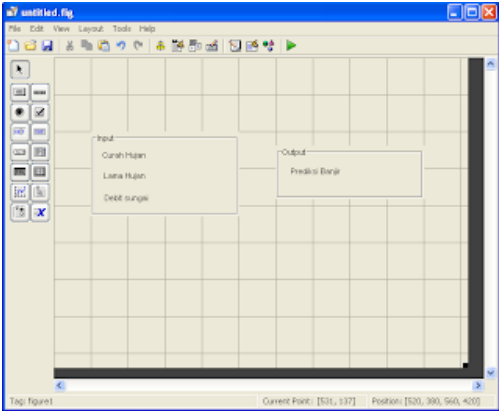 untitled.fig
File Edit View Layout Tools Help
Input
Curah Hujan
Lama Hujan
Debit sungai
Output
Prediksi Banjir
Tag: figure1
Current Point: [531, 137]
Position: [520, 380, 560, 420]